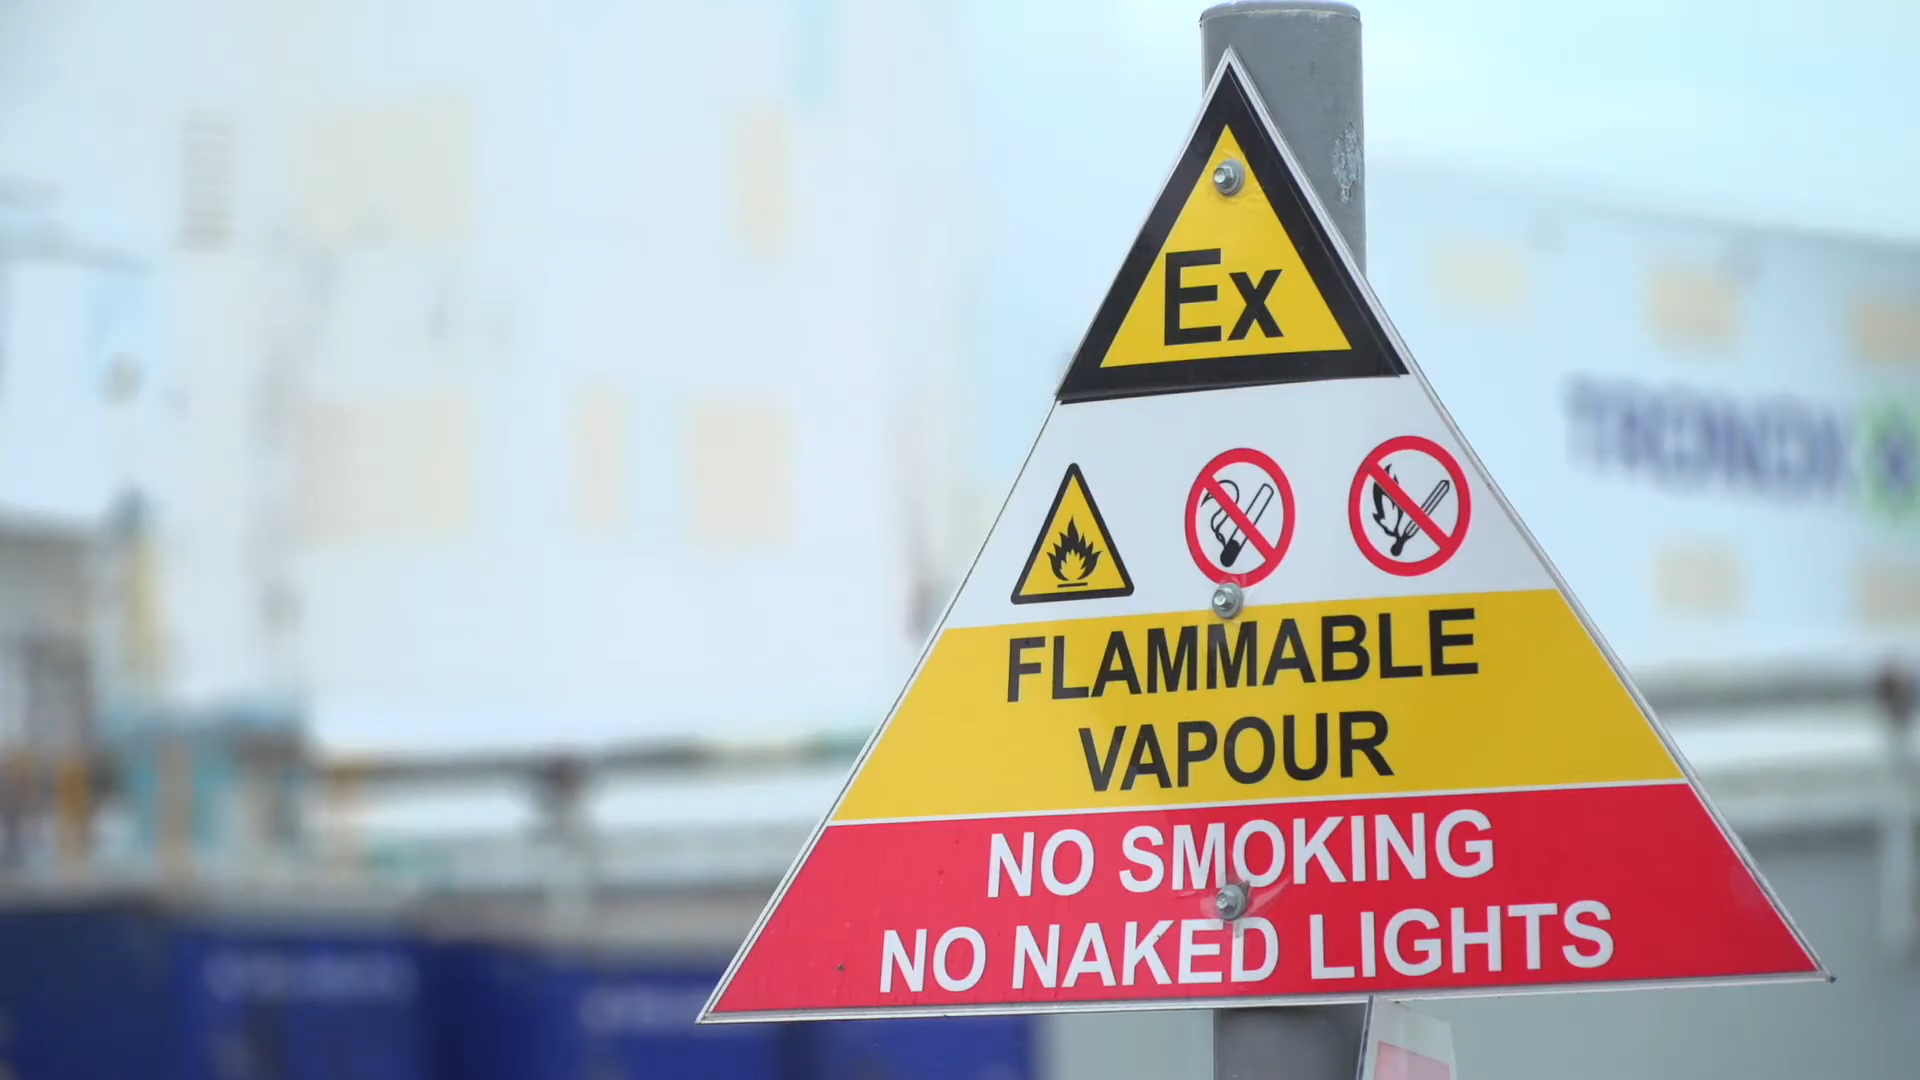 Ex
FLAMMABLE
VAPOUR
NO SMOKING
NO NAKED LIGHTS